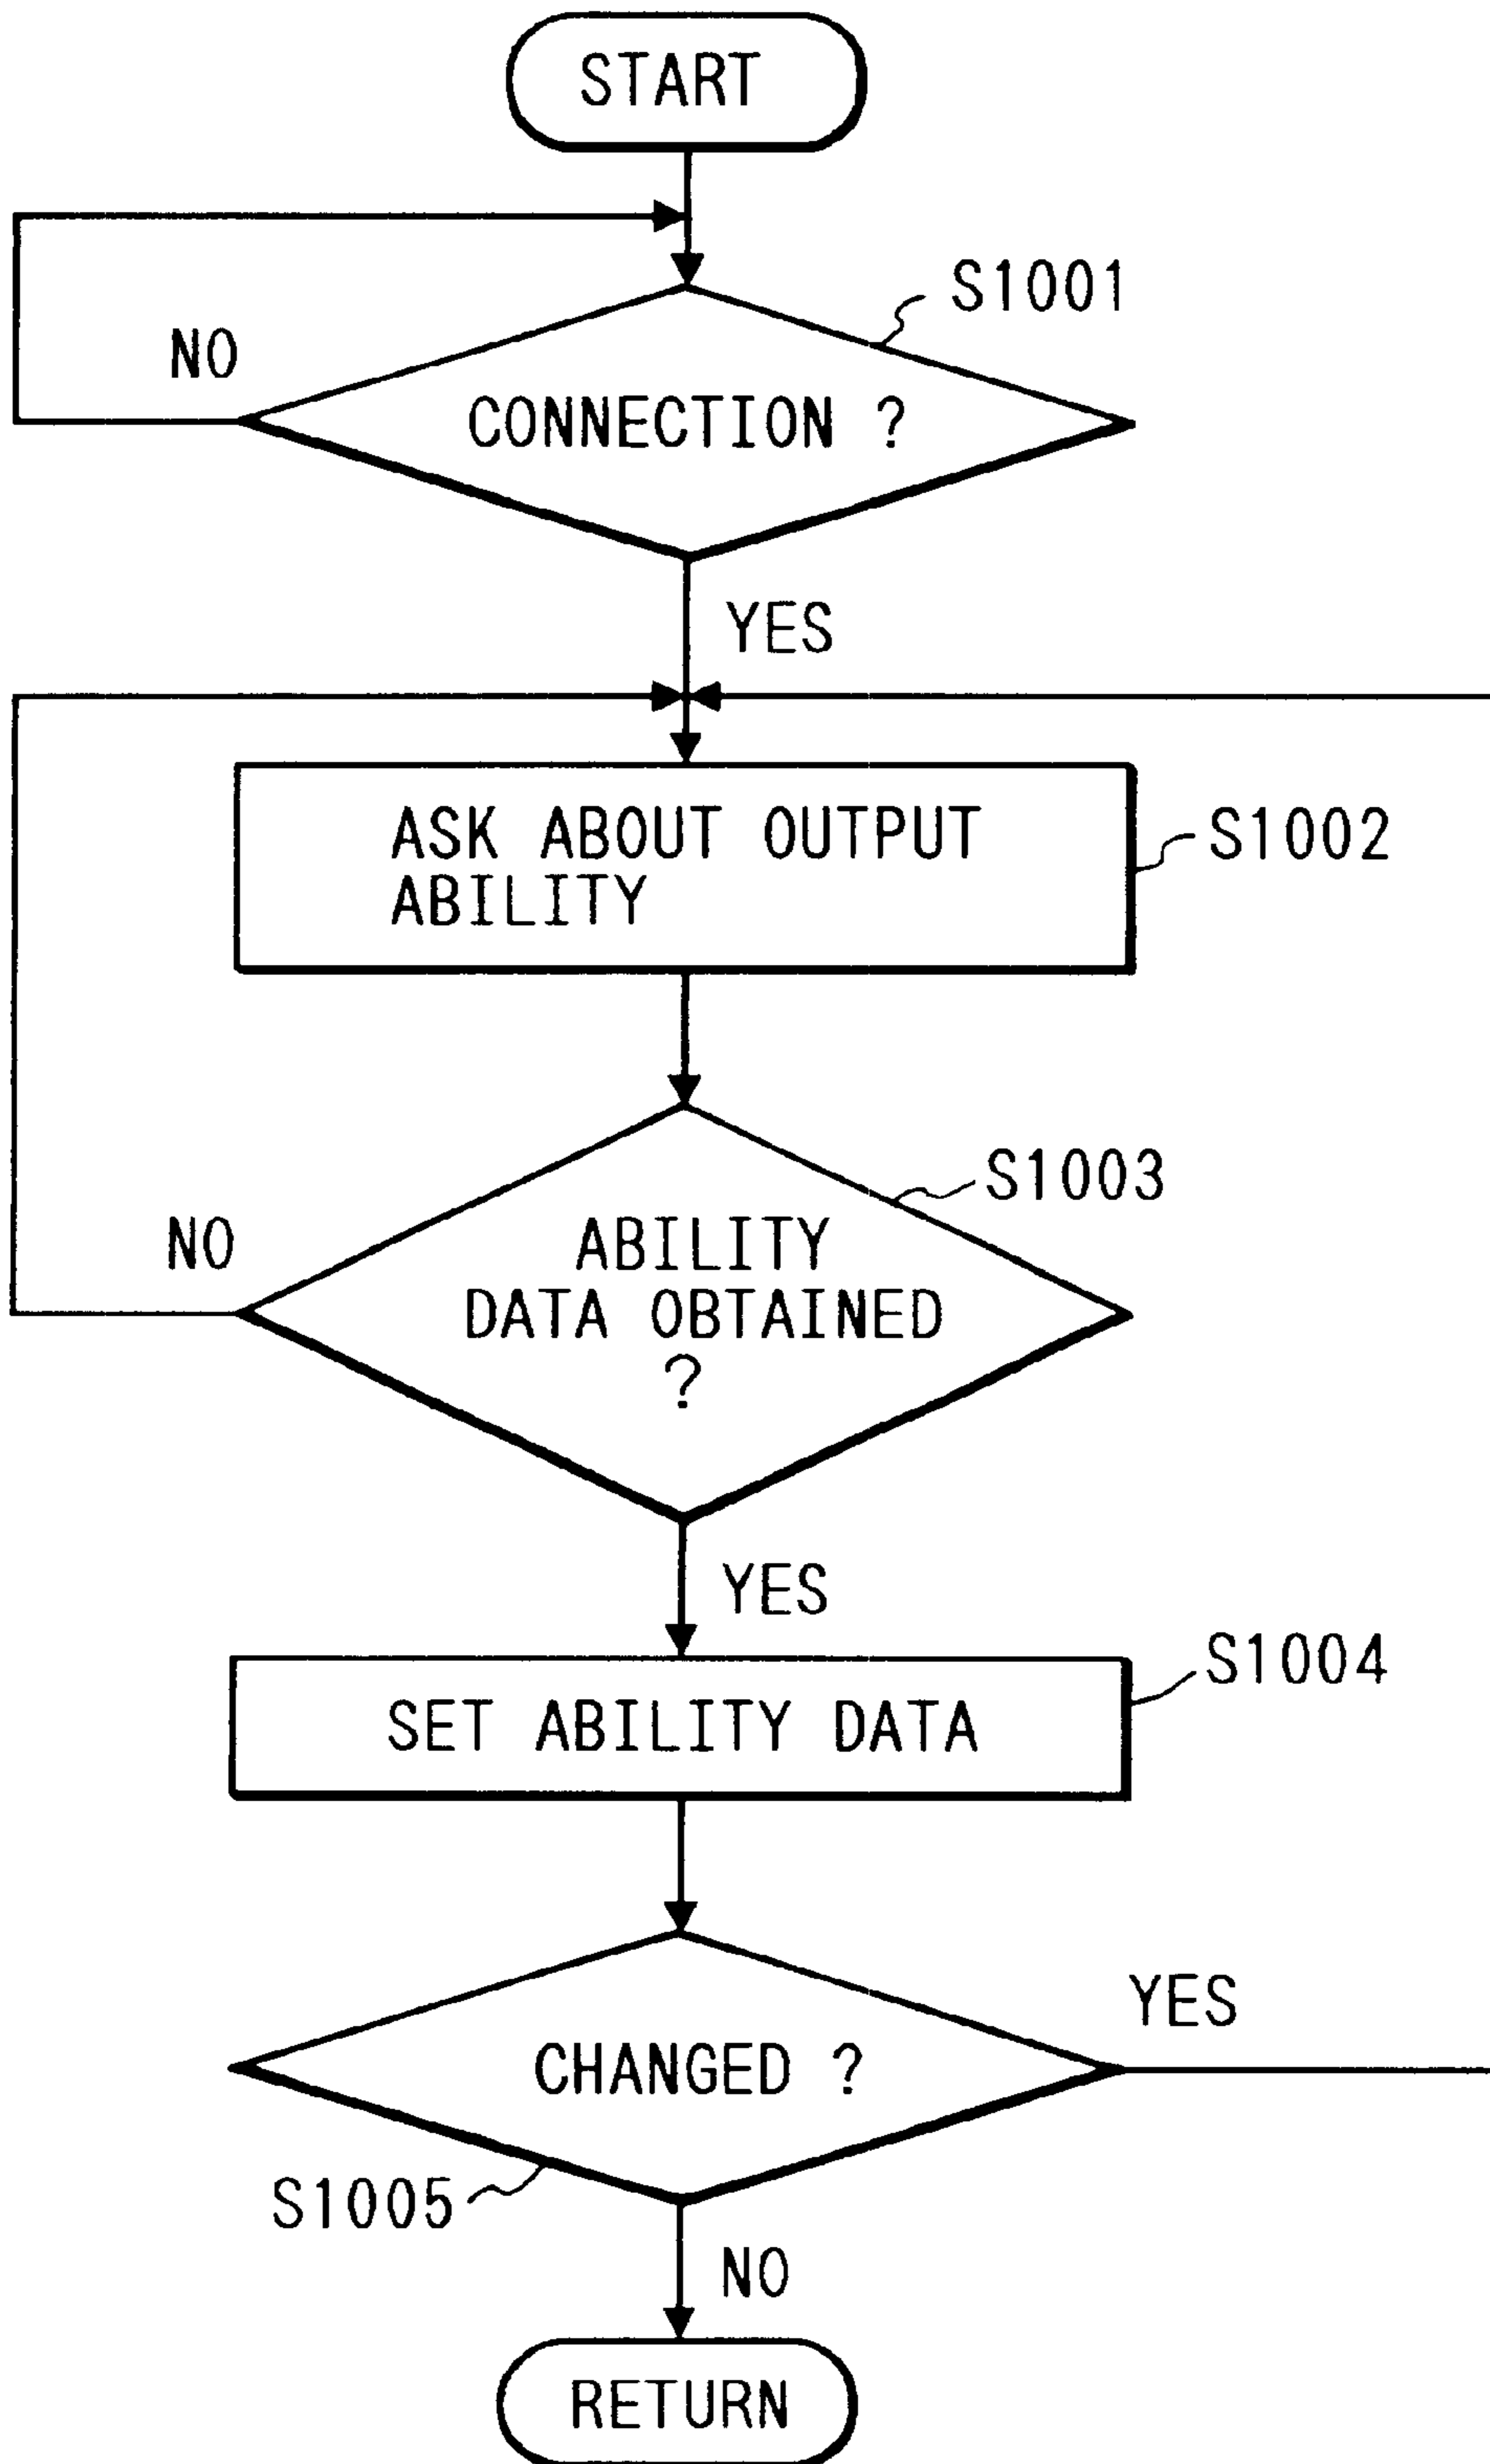 START
S1001
NO
CONNECTION ?
YES
ASK ABOUT OUTPUT
ABILITY
S1002
S1003
NO
ABILITY
DATA OBTAINED
?
YES
S1004
SET ABILITY DATA
YES
CHANGED ?
S1005
NO
RETURN